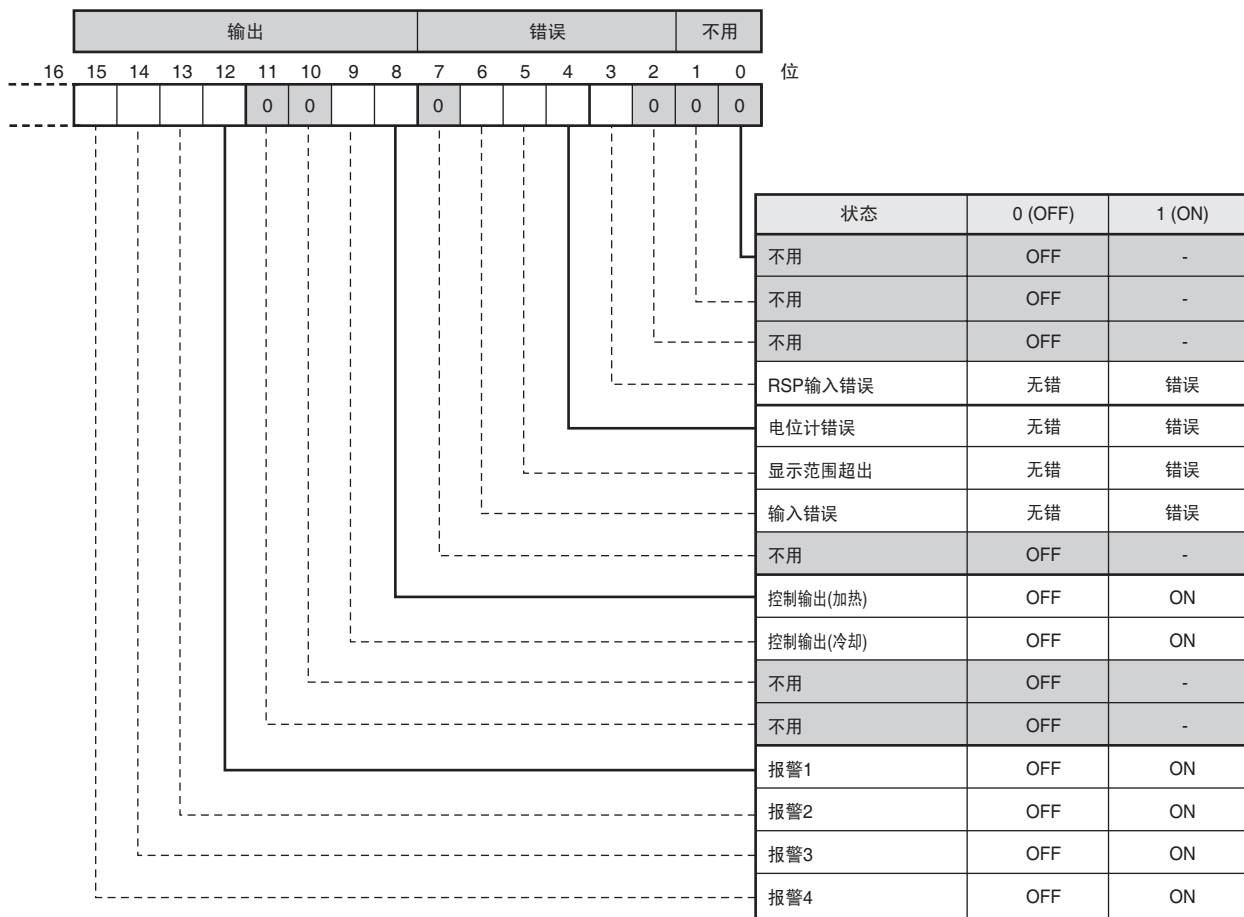 输出 错误 不用
16 15 14 13 12 11 10 9 8 7 6 5 4 3 2 1 0 位
0 0 0 0 0 0
状态 0 (OFF) 1 (ON)
不用 OFF -
不用 OFF -
不用 OFF -
RSP输入错误 无错 错误
电位计错误 无错 错误
显示范围超出 无错 错误
输入错误 无错 错误
不用 OFF -
控制输出(加热) OFF ON
控制输出(冷却) OFF ON
不用 OFF -
不用 OFF -
报警1 OFF ON
报警2 OFF ON
报警3 OFF ON
报警4 OFF ON